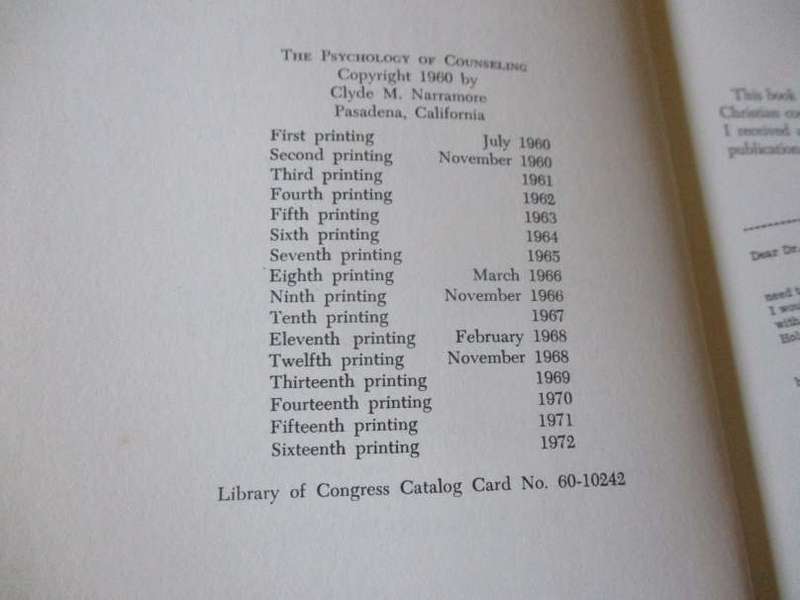 THE PSYCHOLOGY OF COUNSELING
Copyright 1960 by
Clyde M. Narramore
Pasadena, California
First printing July 1960
Second printing November 1960
Third printing 1961
Fourth printing 1962
Fifth printing 1963
Sixth printing 1964
Seventh printing 1965
Eighth printing March 1966
Ninth printing November 1966
Tenth printing 1967
Eleventh printing February 1968
Twelfth printing November 1968
Thirteenth printing 1969
Fourteenth printing 1970
Fifteenth printing 1971
Sixteenth printing 1972
Library of Congress Catalog Card No. 60-10242
This book
Christian
I received
publication
Dear Dr.
need
I
with